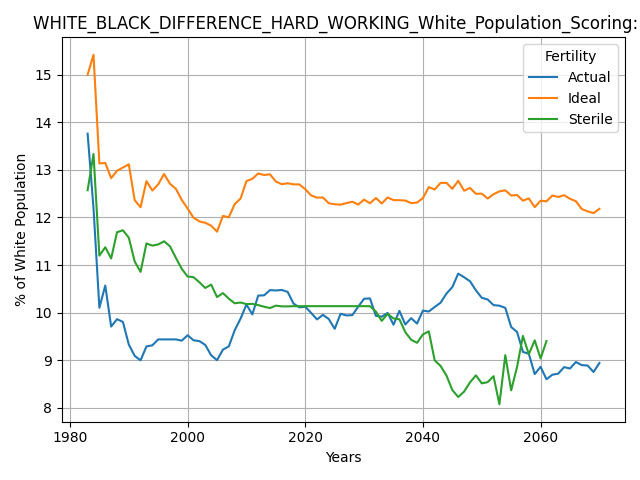 WHITE_BLACK_DIFFERENCE_HARD_WORKING_White_Population_Scoring:
% of White Population
15
14
13
12
11
10
9
8
Fertility
Actual
Ideal
Sterile
1980 2000 2020 2040 2060
Years